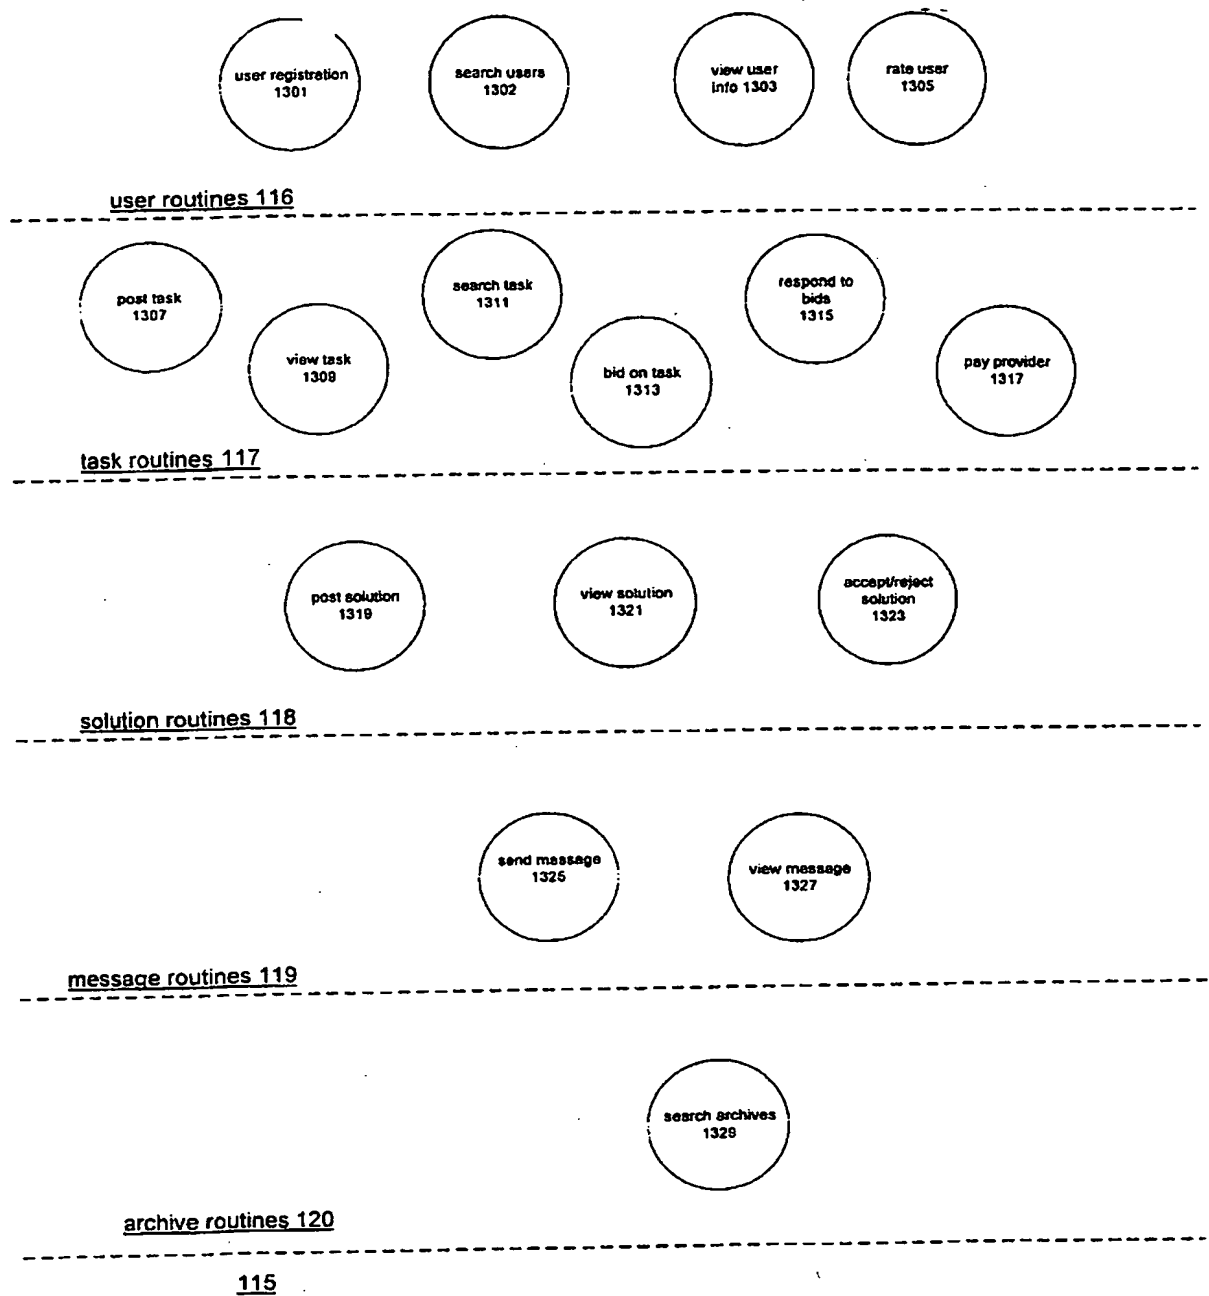 user registration
1301
search users
1302
view user
info 1303
rate user
1305
user routines 116
post task
1307
view task
1309
search task
1311
bid on task
1313
respond to
bids
1315
pay provider
1317
task routines 117
post solution
1319
view solution
1321
accept/reject
solution
1323
solution routines 118
send message
1325
view message
1327
message routines 119
search archives
1329
archive routines 120
115